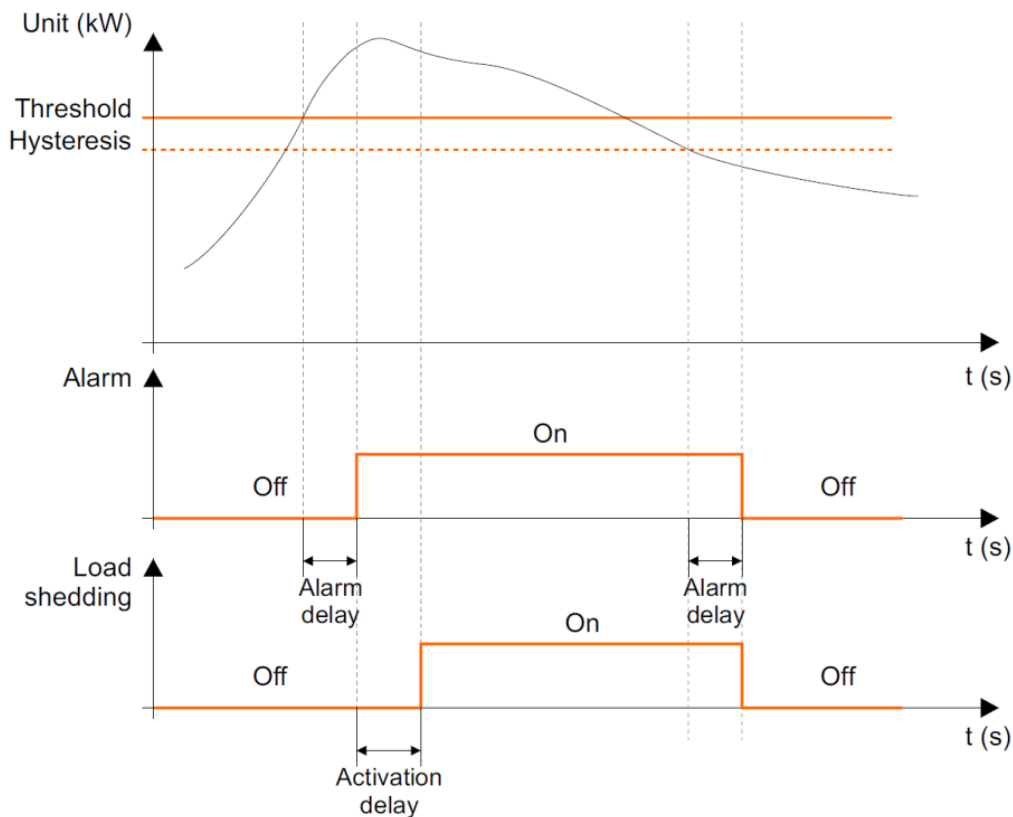 Unit (kW)
Threshold
Hysteresis
t (s)
Alarm
On
Off
Off
t (s)
Alarm
delay
Alarm
delay
Load
shedding
On
Off
Off
t (s)
Activation
delay